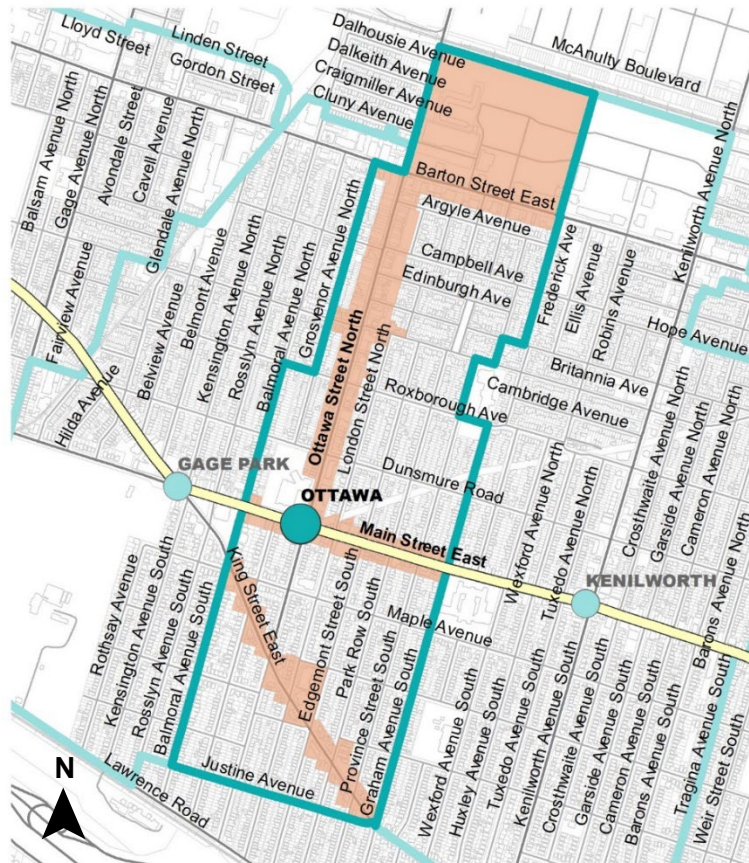 Dalhousie Avenue
McAnulty Boulevard
Lloyd Street
Linden Street
Dalkeith Avenue
Gordon Street
Craigmiller Avenue
Cluny Avenue
Balsam Avenue North
Gage Avenue North
Avondale Street
Cavell Avenue
Glendale Avenue North
Barton Street East
Argyle Avenue
Kenilworth Avenue North
Campbell Ave
Edinburgh Ave
Frederick Ave
Ellis Avenue
Robins Avenue
Hope Avenue
Fairview Avenue
Hilda Avenue
Belview Avenue
Belmont Avenue
Kensington Avenue North
Rosslyn Avenue North
Balmoral Avenue North
Grosvenor Avenue North
Ottawa Street North
London Street North
Britannia Ave
Cambridge Avenue
Roxborough Ave
Dunsmure Road
GAGE PARK
OTTAWA
Main Street East
KENILWORTH
Wexford Avenue North
Tuxedo Avenue North
Crosthwaite Avenue North
Garside Avenue North
Cameron Avenue North
Barons Avenue North
King Street East
Maple Avenue
Rothsay Avenue
Kensington Avenue South
Rosslyn Avenue South
Balmoral Avenue South
Edgemont Street South
Park Row South
Province Street South
Graham Avenue South
Wexford Avenue South
Huxley Avenue South
Tuxedo Avenue South
Kenilworth Avenue South
Crosthwaite Avenue South
Garside Avenue South
Cameron Avenue South
Barons Avenue South
Tragina Avenue South
Weir Street South
Justine Avenue
Lawrence Road
N